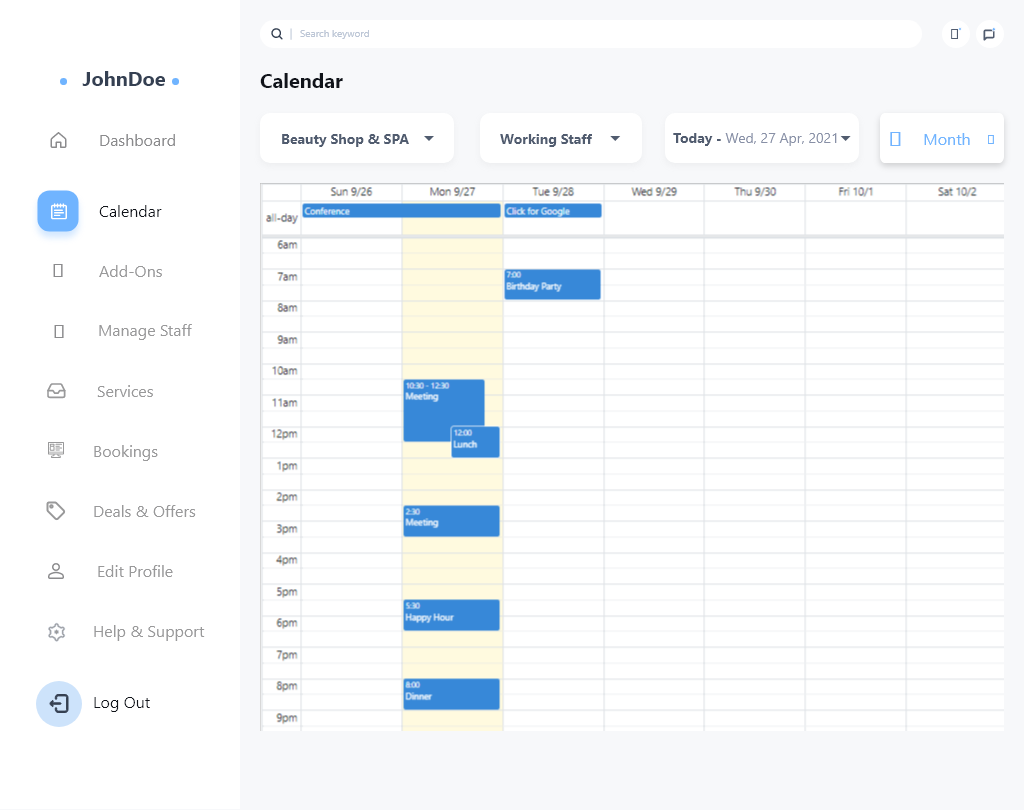 Search keyword
JohnDoe
Calendar
Dashboard
Calendar
Add-Ons
Manage Staff
Services
Bookings
Deals & Offers
Edit Profile
Help & Support
Log Out
Beauty Shop & SPA
Working Staff
Today - Wed, 27 Apr, 2021
Month
Sun 9/26 Mon 9/27 Tue 9/28 Wed 9/29 Thu 9/30 Fri 10/1 Sat 10/2
all-day Conference Click for Google
6am
7am 7:00
Birthday Party
8am
9am
10am
10:30 - 12:30
Meeting
11am
12pm 12:00
Lunch
1pm
2pm
2:30
Meeting
3pm
4pm
5pm
5:30
Happy Hour
6pm
7pm
8pm 8:00
Dinner
9pm